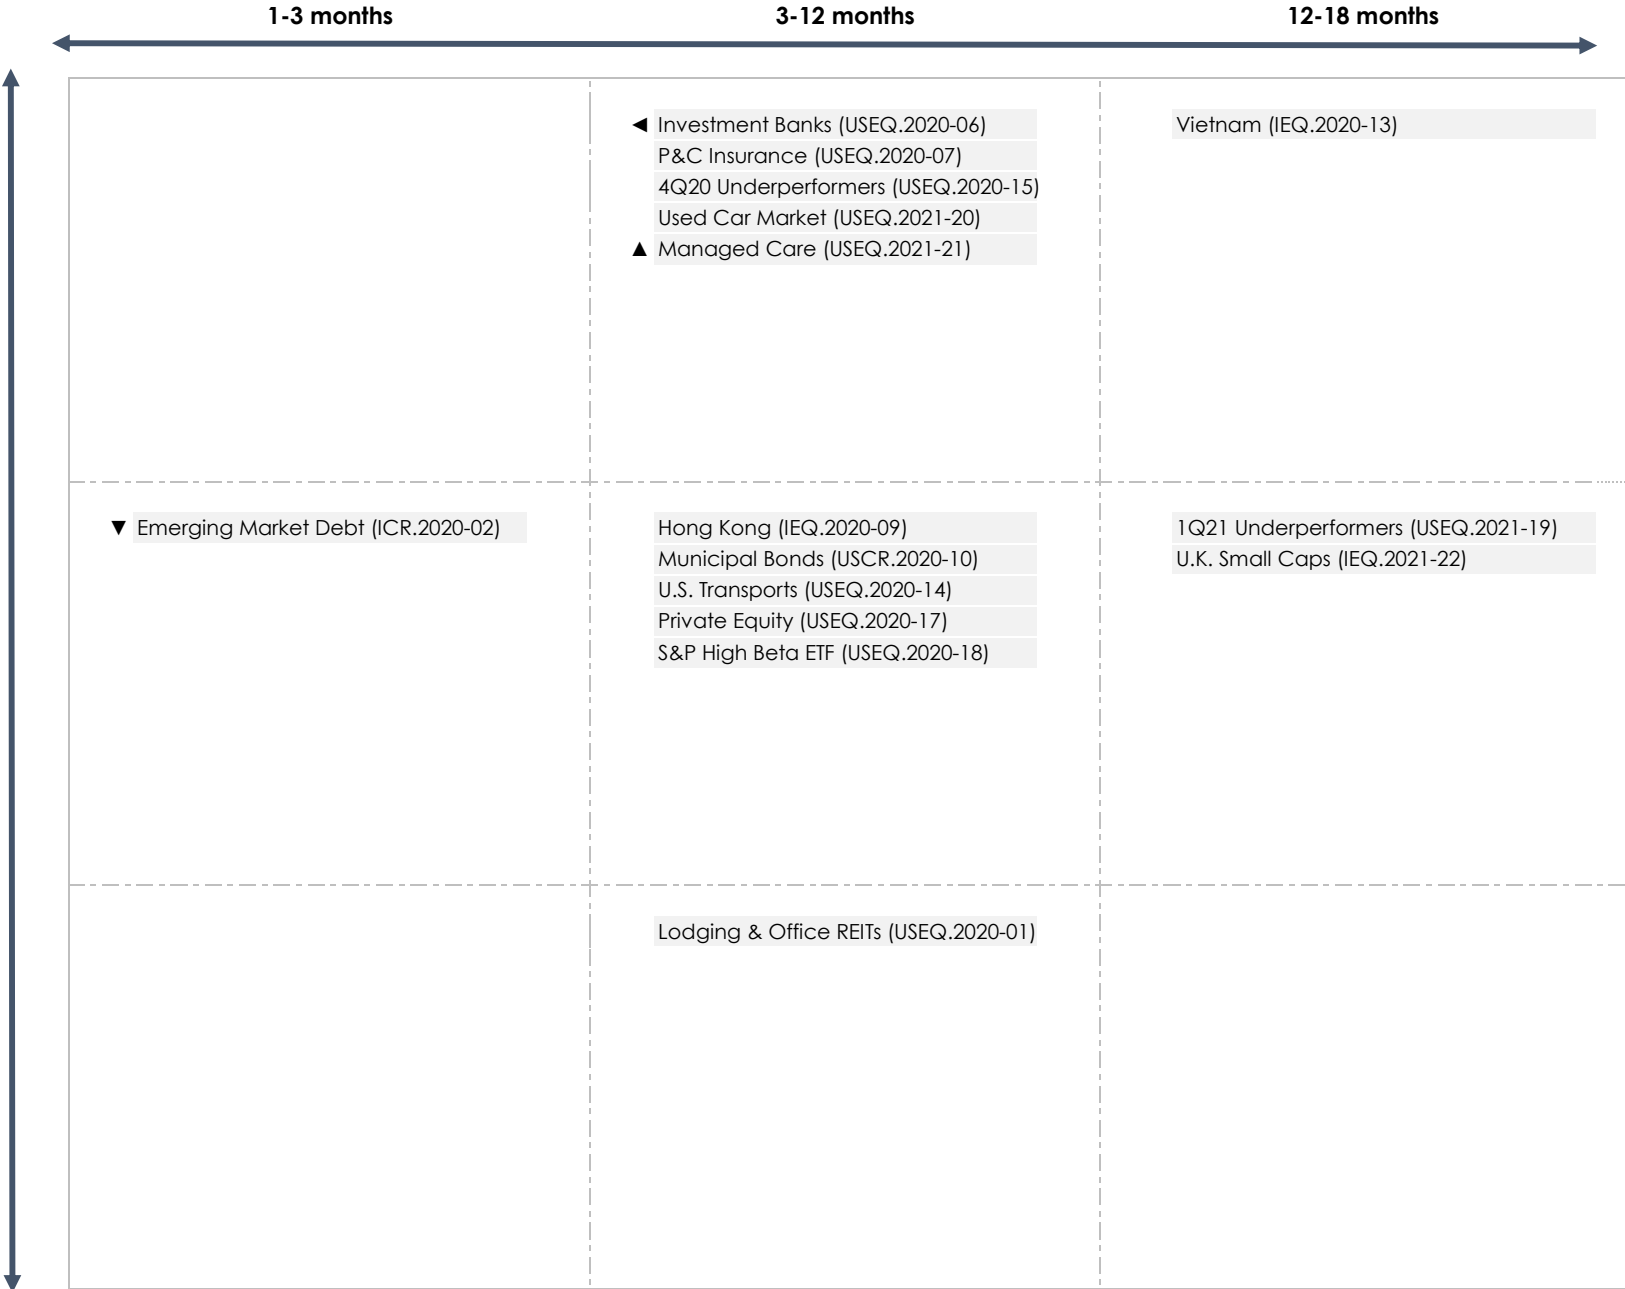 1-3 months
3-12 months
12-18 months
◄ Investment Banks (USEQ.2020-06)
P&C Insurance (USEQ.2020-07)
4Q20 Underperformers (USEQ.2020-15)
Used Car Market (USEQ.2021-20)
▲ Managed Care (USEQ.2021-21)
Vietnam (IEQ.2020-13)
▼ Emerging Market Debt (ICR.2020-02)
Hong Kong (IEQ.2020-09)
Municipal Bonds (USCR.2020-10)
U.S. Transports (USEQ.2020-14)
Private Equity (USEQ.2020-17)
S&P High Beta ETF (USEQ.2020-18)
1Q21 Underperformers (USEQ.2021-19)
U.K. Small Caps (IEQ.2021-22)
Lodging & Office REITs (USEQ.2020-01)